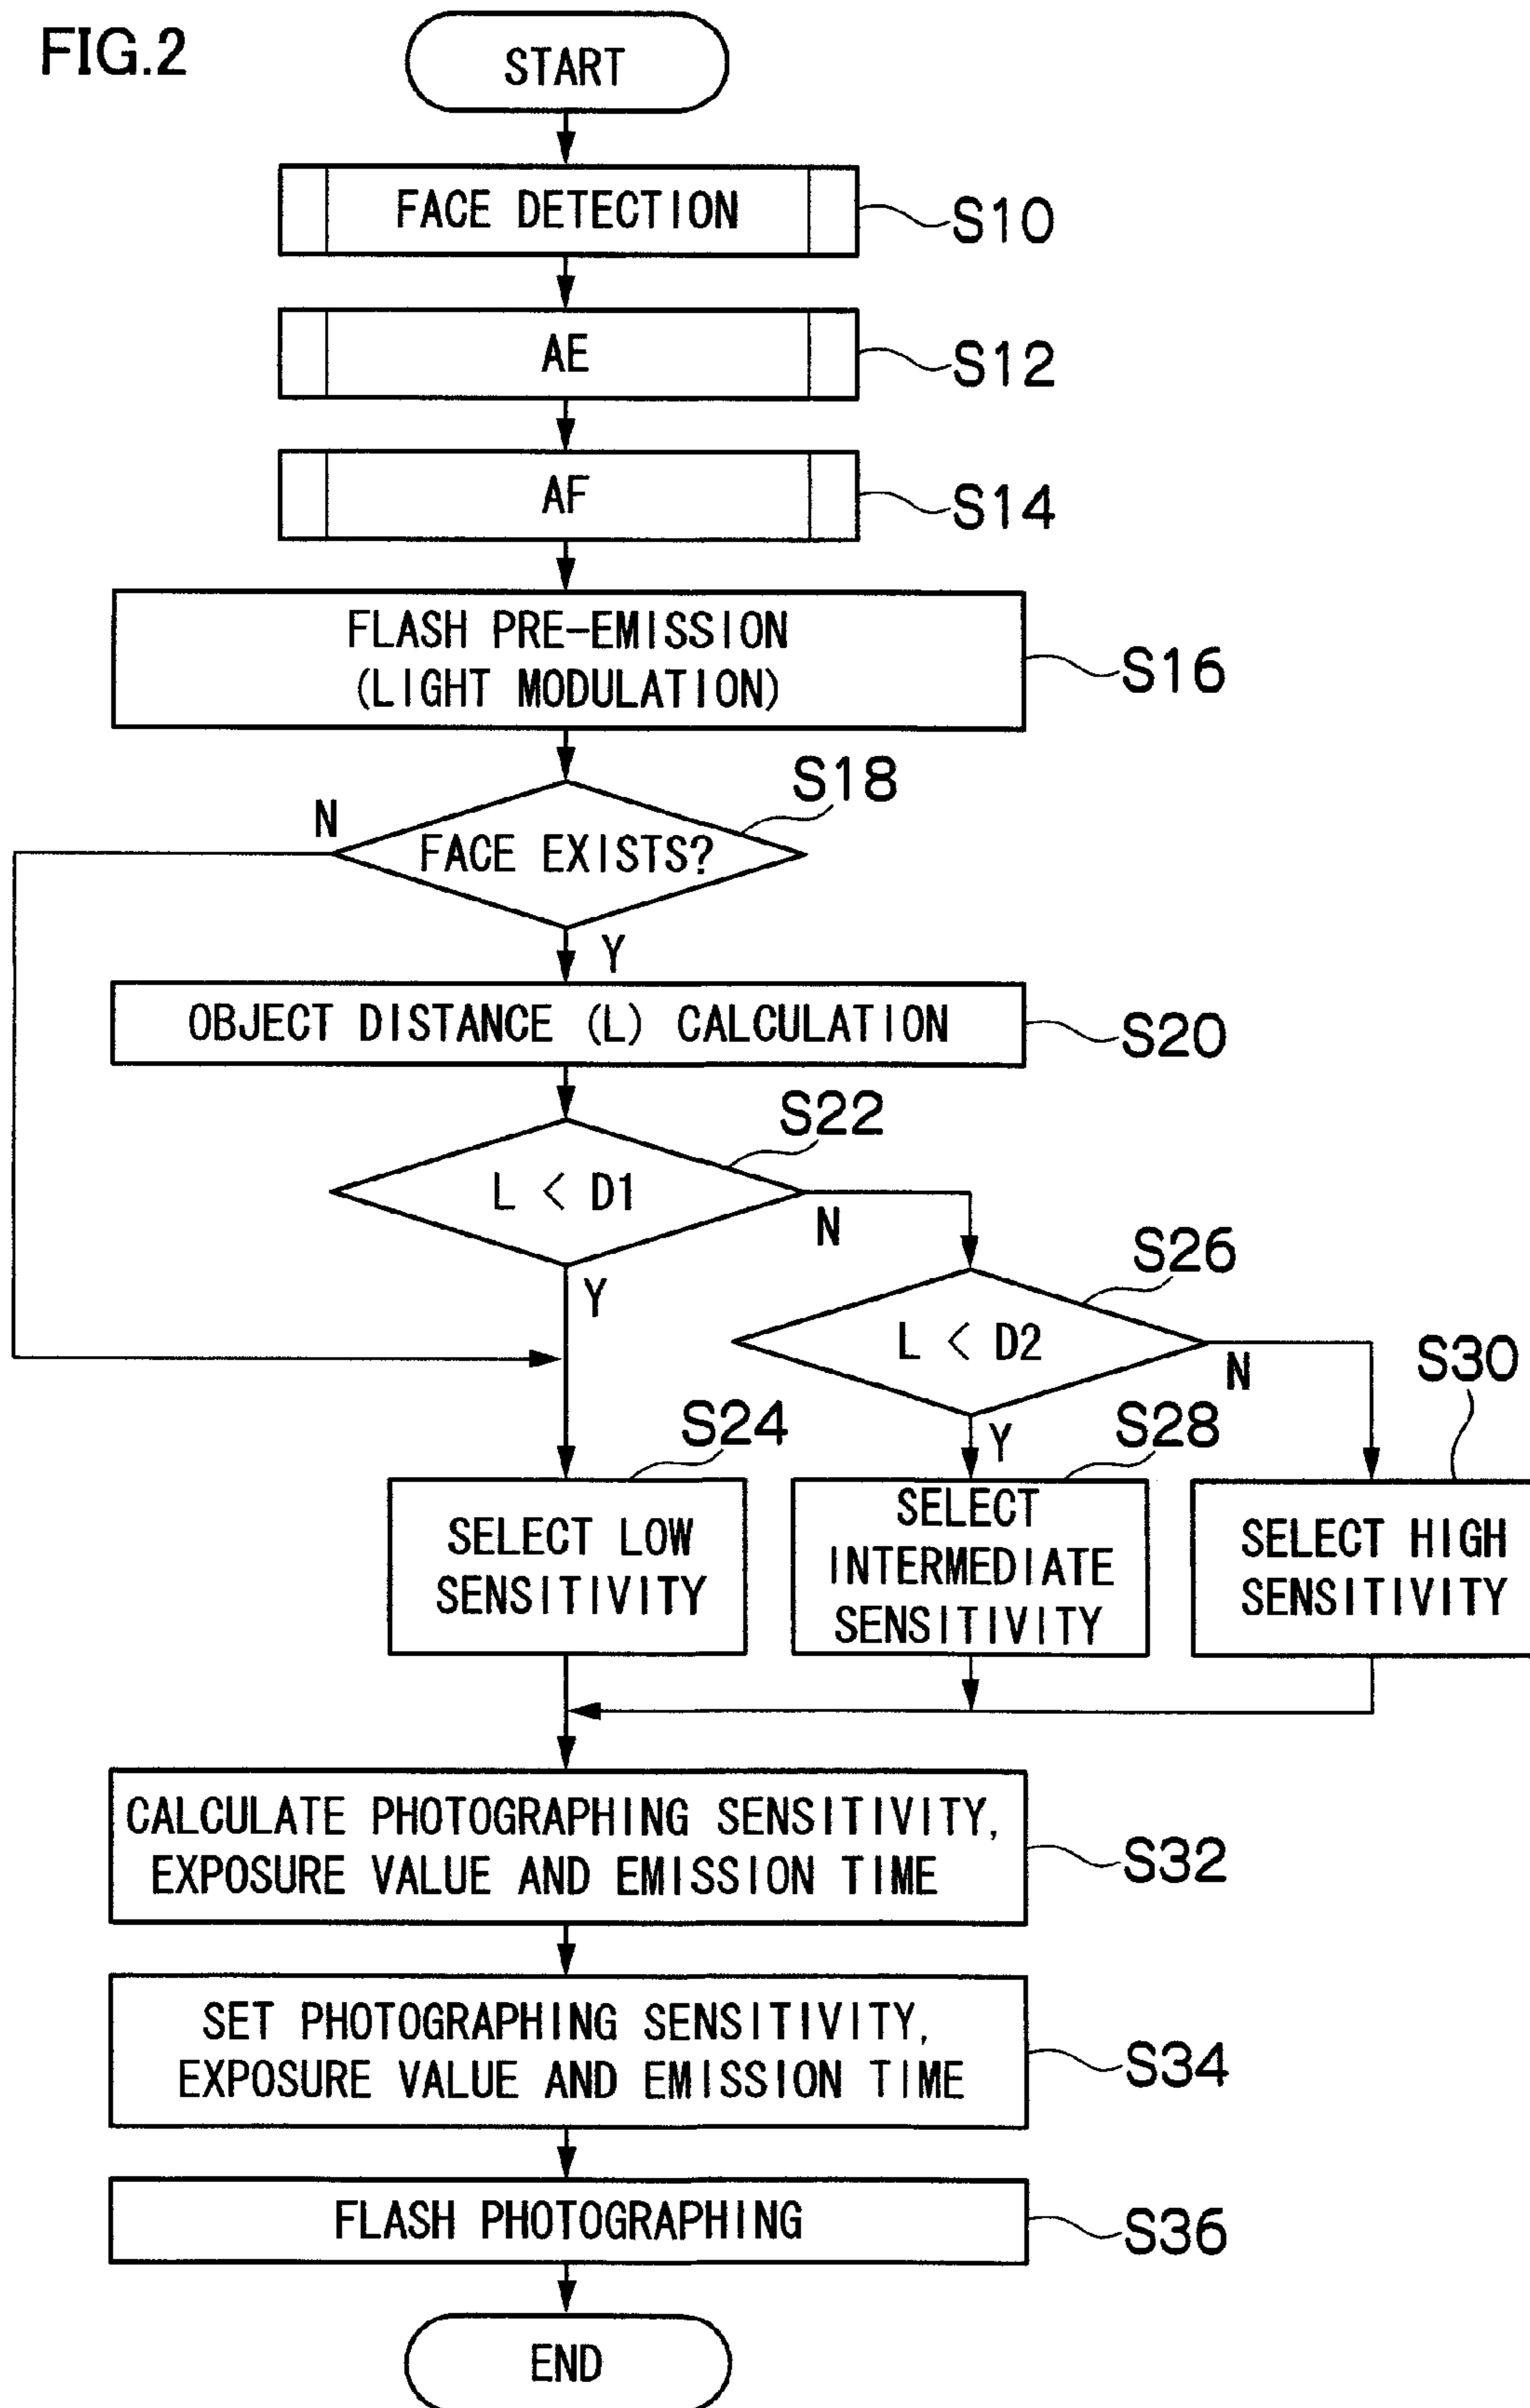 FIG.2
START
FACE DETECTION
S10
AE
S12
AF
S14
FLASH PRE-EMISSION
(LIGHT MODULATION)
S16
S18
N
FACE EXISTS?
Y
OBJECT DISTANCE (L) CALCULATION
S20
S22
L < D1
N
Y
S26
L < D2
N
S30
S24
Y
S28
SELECT LOW
SENSITIVITY
SELECT
INTERMEDIATE
SENSITIVITY
SELECT HIGH
SENSITIVITY
CALCULATE PHOTOGRAPHING SENSITIVITY,
EXPOSURE VALUE AND EMISSION TIME
S32
SET PHOTOGRAPHING SENSITIVITY,
EXPOSURE VALUE AND EMISSION TIME
S34
FLASH PHOTOGRAPHING
S36
END